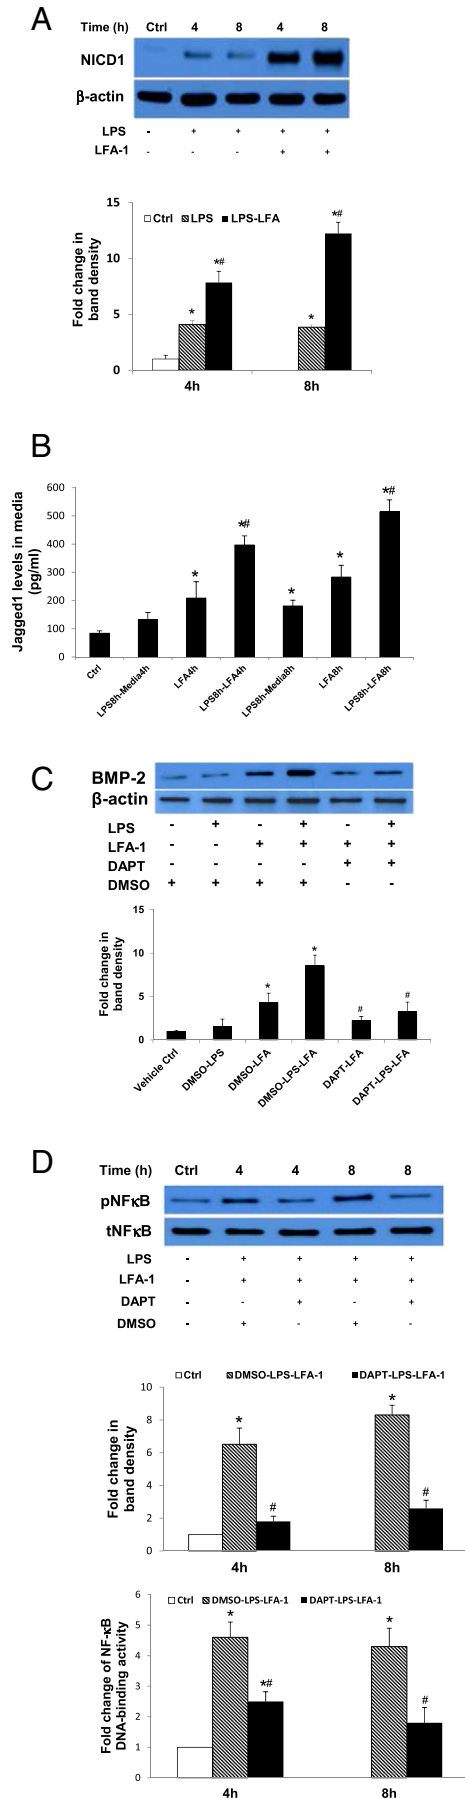 A
Time (h) Ctrl 4 8 4 8
NICD1
β-actin
LPS - + + + +
LFA-1 - - - + +
15
Ctrl LPS LPS-LFA
10
5
0
Fold change in
band density
* *# * *#
4h 8h
B
600
500
400
300
200
100
0
Jagged1 levels in media
(pg/ml)
* *# * * *#
Ctrl LPS8h-Media4h LFA4h LPS8h-LFA4h LPS8h-Media8h LFA8h LPS8h-LFA8h
C
BMP-2
β-actin
LPS - + - + - +
LFA-1 - - + + + +
DAPT - - - - + +
DMSO + + + + - -
15
10
5
0
Fold change in
band density
* * # #
Vehicle Ctrl DMSO-LPS DMSO-LFA DMSO-LPS-LFA DAPT-LFA DAPT-LPS-LFA
D
Time (h) Ctrl 4 4 8 8
pNFκB
tNFκB
LPS - + + + +
LFA-1 - + + + +
DAPT - - + - +
DMSO - + - + -
Ctrl DMSO-LPS-LFA-1 DAPT-LPS-LFA-1
10
8
6
4
2
0
Fold change in
band density
* # * #
4h 8h
6
Ctrl DMSO-LPS-LFA-1 DAPT-LPS-LFA-1
5
4
3
2
1
0
Fold change of NF-κB
DNA-binding activity
* *# * #
4h 8h